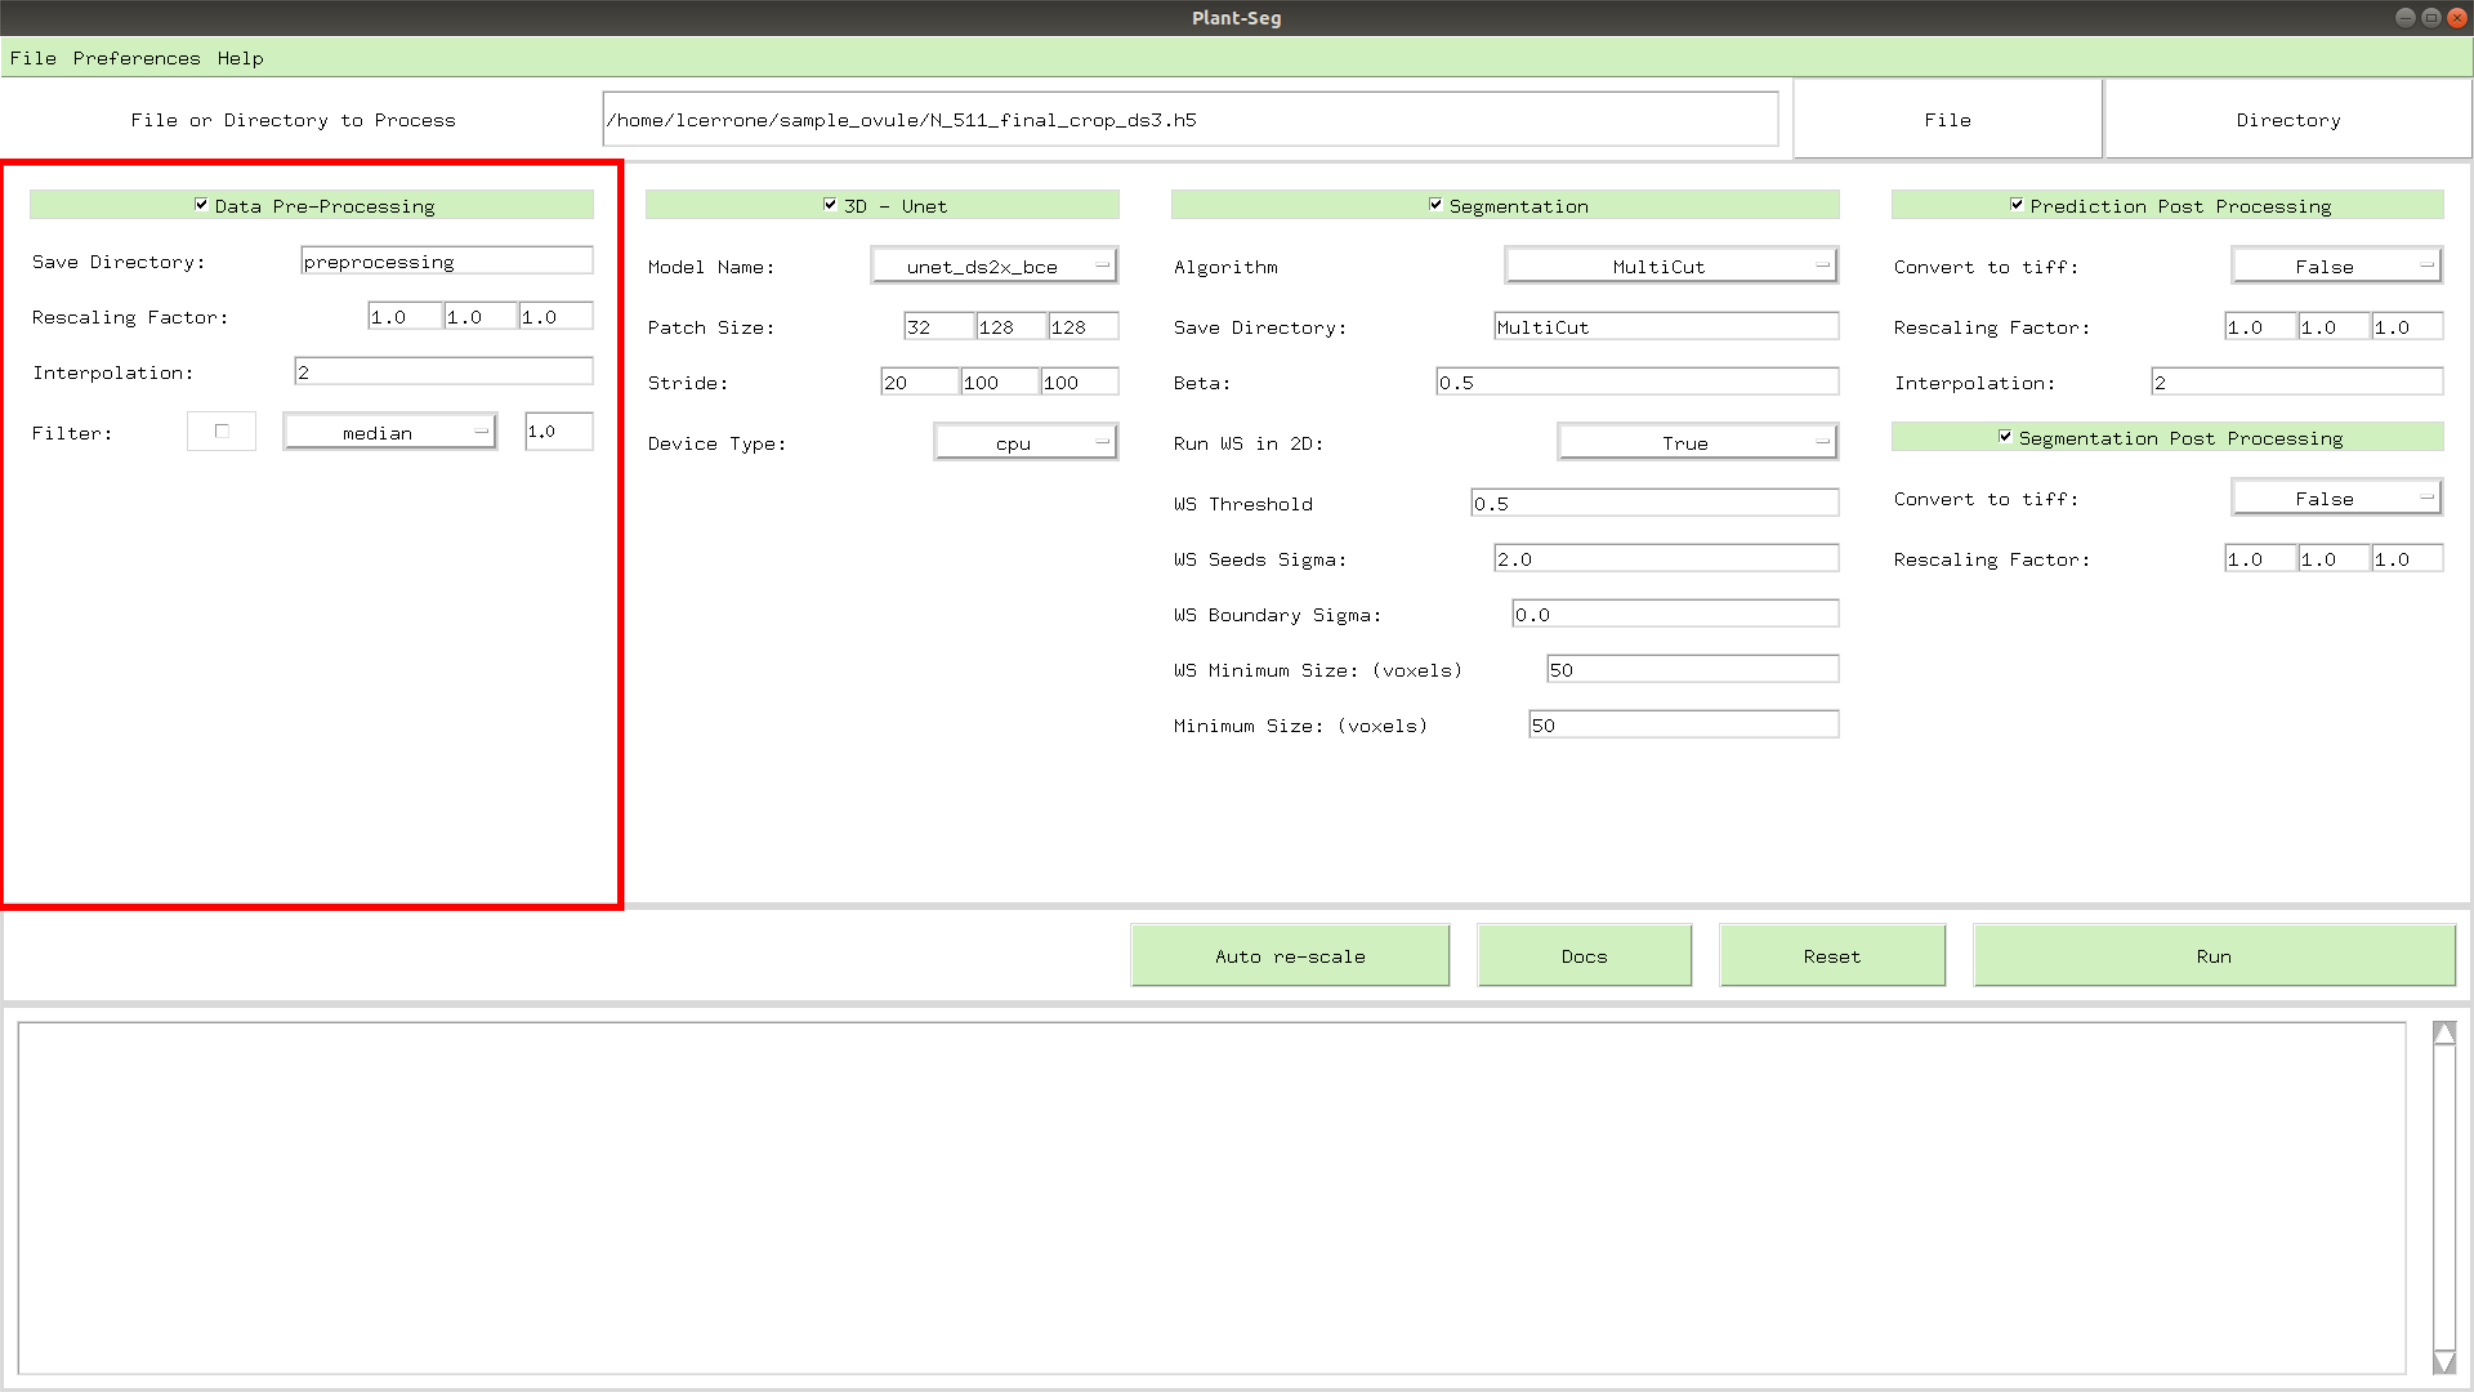 Plant-Seg
File Preferences Help
File or Directory to Process
/home/lcerrone/sample_ovule/N_511_final_crop_ds3.h5
File
Directory
Data Pre-Processing
Save Directory: preprocessing
Rescaling Factor: 1.0 1.0 1.0
Interpolation: 2
Filter: median 1.0
3D - Unet
Model Name: unet_ds2x_bce
Patch Size: 32 128 128
Stride: 20 100 100
Device Type: cpu
Segmentation
Algorithm MultiCut
Save Directory: MultiCut
Beta: 0.5
Run WS in 2D: True
WS Threshold 0.5
WS Seeds Sigma: 2.0
WS Boundary Sigma: 0.0
WS Minimum Size: (voxels) 50
Minimum Size: (voxels) 50
Prediction Post Processing
Convert to tiff: False
Rescaling Factor: 1.0 1.0 1.0
Interpolation: 2
Segmentation Post Processing
Convert to tiff: False
Rescaling Factor: 1.0 1.0 1.0
Auto re-scale
Docs
Reset
Run